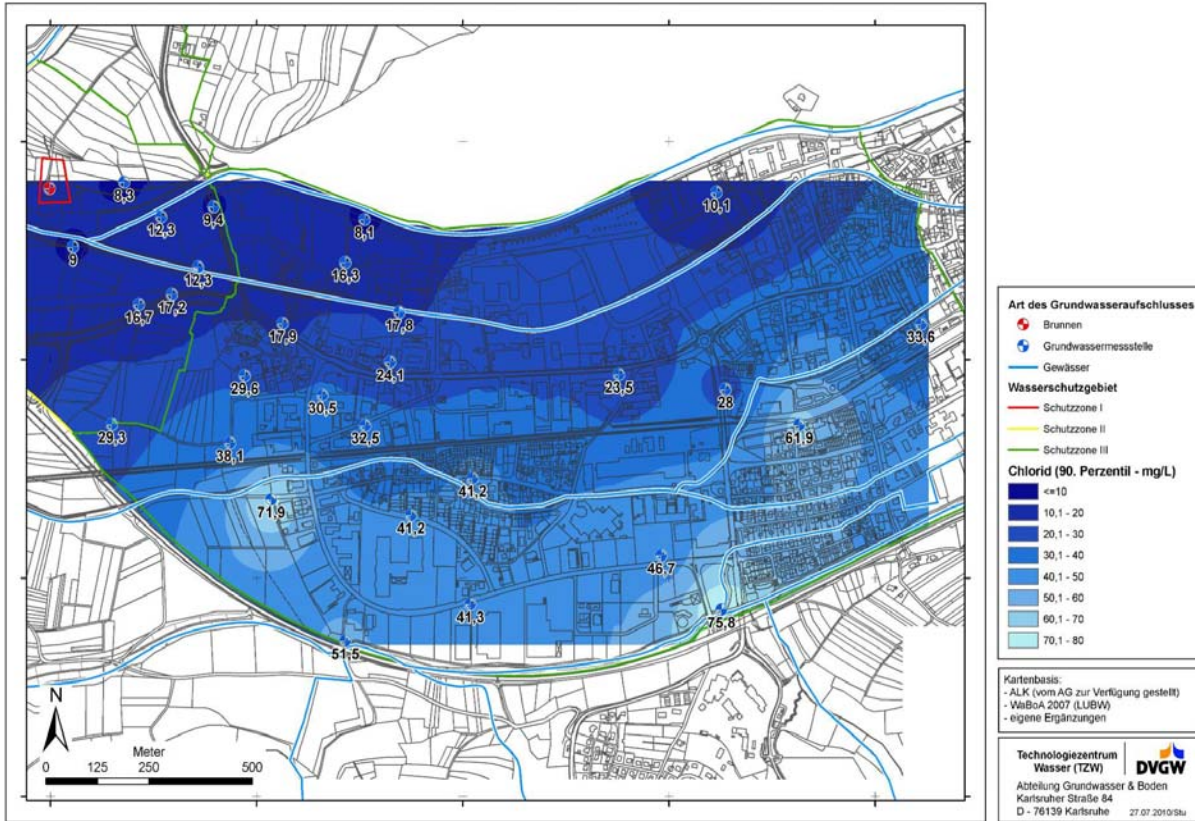 8,3
12,3
9,4
8,1
10,1
9
12,3
16,3
16,7
17,2
17,9
17,8
33,6
29,6
24,1
23,5
28
30,5
29,3
38,1
32,5
61,9
71,9
41,2
41,2
46,7
41,3
75,8
51,5
N
Meter
0 125 250 500
Art des Grundwasseraufschlusses
Brunnen
Grundwassermessstelle
Gewässer
Wasserschutzgebiet
Schutzzone I
Schutzzone II
Schutzzone III
Chlorid (90. Perzentil - mg/L)
<=10
10,1 - 20
20,1 - 30
30,1 - 40
40,1 - 50
50,1 - 60
60,1 - 70
70,1 - 80
Kartenbasis:
- ALK (vom AG zur Verfügung gestellt)
- WaBoA 2007 (LUBW)
- eigene Ergänzungen
Technologiezentrum
Wasser (TZW)
DVGW
Abteilung Grundwasser & Boden
Karlsruher Straße 84
D - 76139 Karlsruhe
27.07.2010/Stu